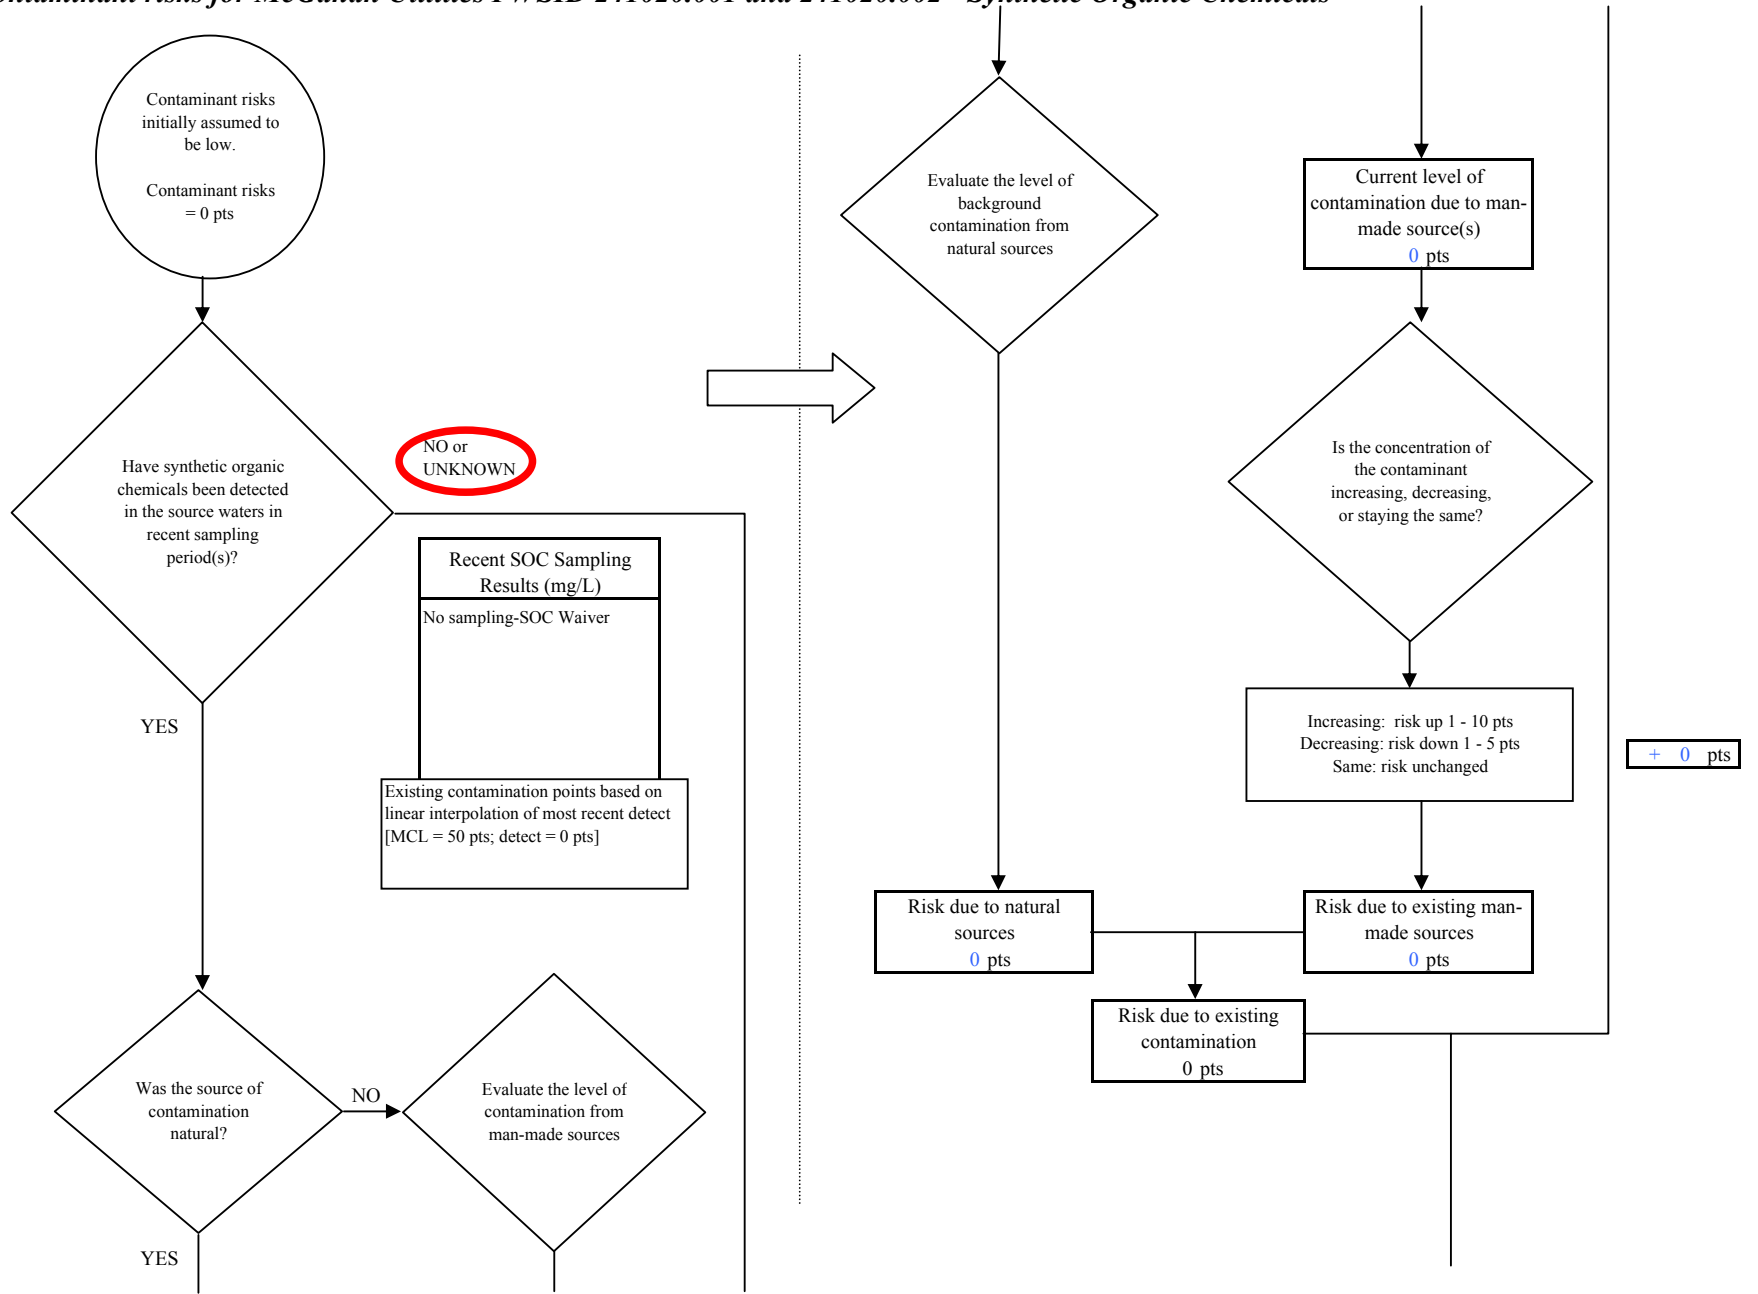 Contaminant risks
initially assumed to
be low.
Contaminant risks
= 0 pts
Have synthetic organic
chemicals been detected
in the source waters in
recent sampling
period(s)?
NO or
UNKNOWN
Recent SOC Sampling
Results (mg/L)
No sampling-SOC Waiver
Existing contamination points based on
linear interpolation of most recent detect
[MCL = 50 pts; detect = 0 pts]
YES
Was the source of
contamination
natural?
NO
Evaluate the level of
contamination from
man-made sources
YES
Evaluate the level of
background
contamination from
natural sources
Current level of
contamination due to man-
made source(s)
0 pts
Is the concentration of
the contaminant
increasing, decreasing,
or staying the same?
Increasing: risk up 1 - 10 pts
Decreasing: risk down 1 - 5 pts
Same: risk unchanged
+ 0 pts
Risk due to natural
sources
0 pts
Risk due to existing man-
made sources
0 pts
Risk due to existing
contamination
0 pts